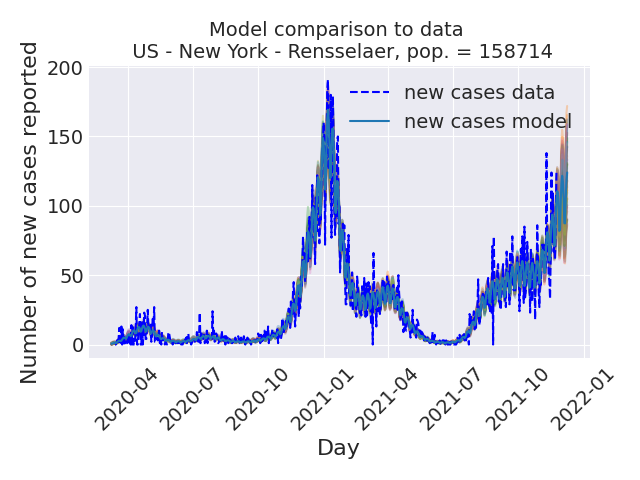 Model comparison to data
US - New York - Rensselaer, pop. = 158714
Number of new cases reported
200
150
100
50
0
new cases data
new cases model
2020-04
2020-07
2020-10
2021-01
2021-04
2021-07
2021-10
2022-01
Day